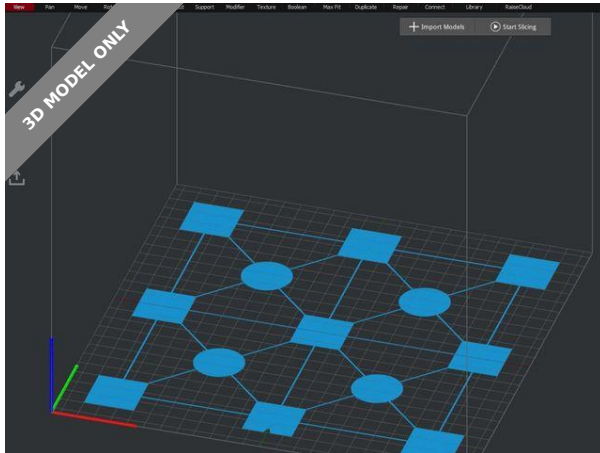 View Pan Move Support Modifier Texture Boolean Max Fit Duplicate Repair Connect Library RaiseCloud
Import Models Start Slicing
3D MODEL ONLY